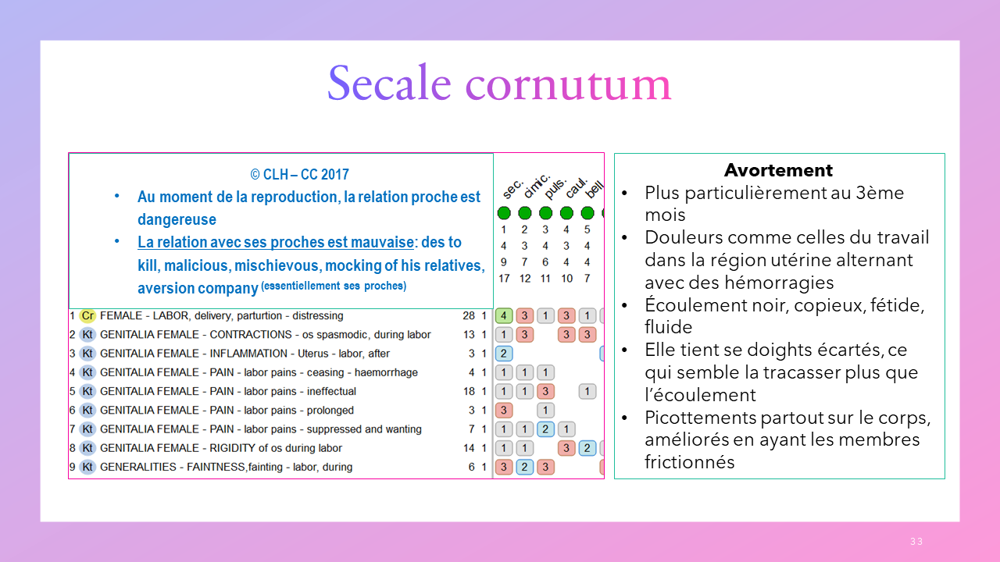 Secale cornutum
© CLH – CC 2017
• Au moment de la reproduction, la relation proche est
dangereuse
• La relation avec ses proches est mauvaise: des to
kill, malicious, mischievous, mocking of his relatives,
aversion company (essentiellement ses proches)
sec. cimic. puls. caul. bell.
1 2 3 4 5
4 3 4 3 4
9 7 6 4 4
17 12 11 10 7
1 Cr FEMALE - LABOR, delivery, parturtion - distressing 28 1 4 3 1 3 1
2 Kt GENITALIA FEMALE - CONTRACTIONS - os spasmodic, during labor 13 1 1 3 3 3
3 Kt GENITALIA FEMALE - INFLAMMATION - Uterus - labor, after 3 1 2
4 Kt GENITALIA FEMALE - PAIN - labor pains - ceasing - haemorrhage 4 1 1 1 1
5 Kt GENITALIA FEMALE - PAIN - labor pains - ineffectual 18 1 1 1 3 1
6 Kt GENITALIA FEMALE - PAIN - labor pains - prolonged 3 1 3 1
7 Kt GENITALIA FEMALE - PAIN - labor pains - suppressed and wanting 7 1 1 1 2 1
8 Kt GENITALIA FEMALE - RIGIDITY of os during labor 14 1 1 1 3 2
9 Kt GENERALITIES - FAINTNESS,fainting - labor, during 6 1 3 2 3
Avortement
• Plus particulièrement au 3ème
mois
• Douleurs comme celles du travail
dans la région utérine alternant
avec des hémorragies
• Écoulement noir, copieux, fétide,
fluide
• Elle tient se doights écartés, ce
qui semble la tracasser plus que
l’écoulement
• Picottements partout sur le corps,
améliorés en ayant les membres
frictionnés
33